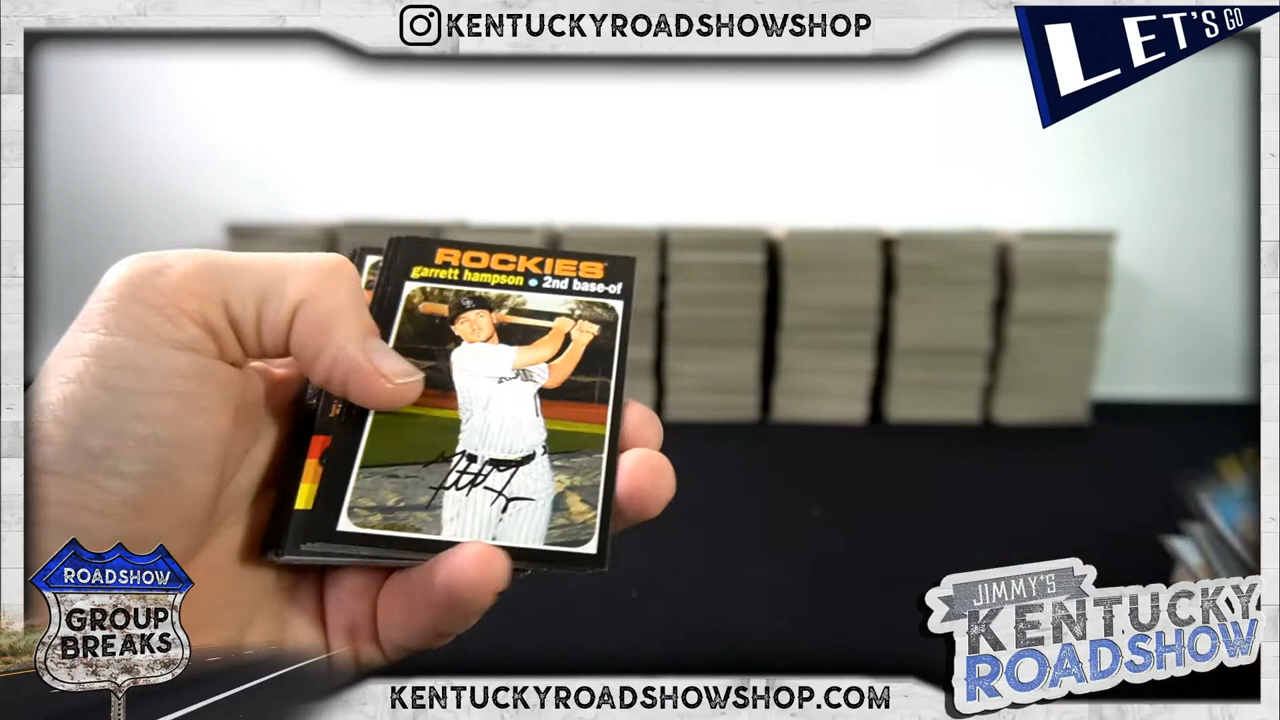 KENTUCKYROADSHOWSHOP
LET'S GO
ROCKIES
garrett hampson • 2nd base-of
ROADSHOW
GROUP
BREAKS
JIMMY'S
KENTUCKY
ROADSHOW
KENTUCKYROADSHOWSHOP.COM